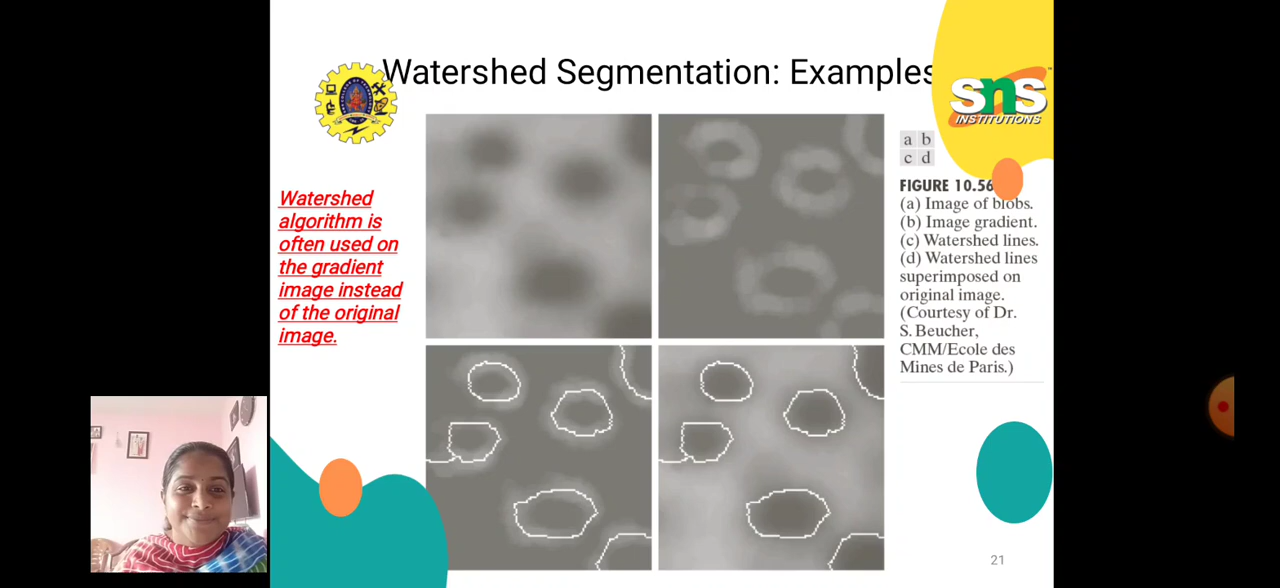 Watershed Segmentation: Examples
SNS
INSTITUTIONS
Watershed
algorithm is
often used on
the gradient
image instead
of the original
image.
a b
c d
FIGURE 10.56
(a) Image of blobs.
(b) Image gradient.
(c) Watershed lines.
(d) Watershed lines
superimposed on
original image.
(Courtesy of Dr.
S. Beucher,
CMM/Ecole des
Mines de Paris.)
21